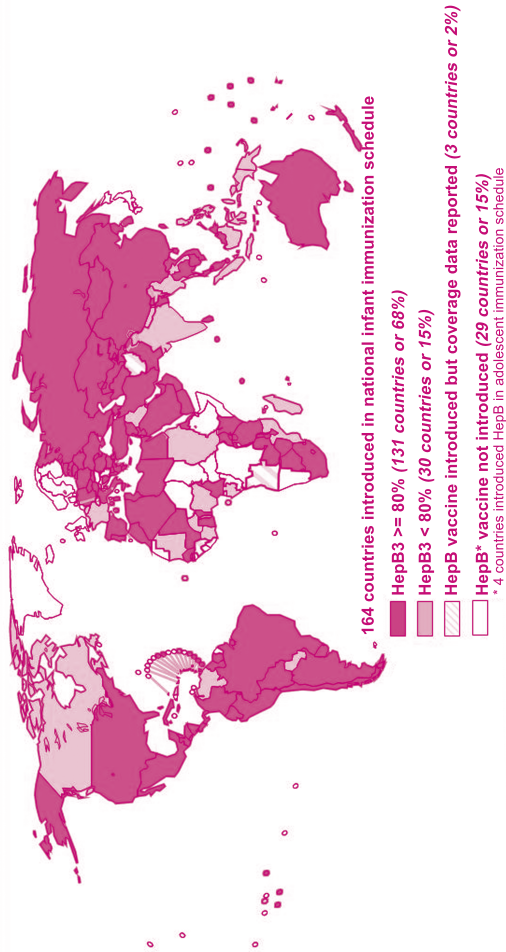 164 countries introduced in national infant immunization schedule
HepB3 >= 80% (131 countries or 68%)
HepB3 < 80% (30 countries or 15%)
HepB vaccine introduced but coverage data reported (3 countries or 2%)
HepB* vaccine not introduced (29 countries or 15%)
* 4 countries introduced HepB in adolescent immunization schedule